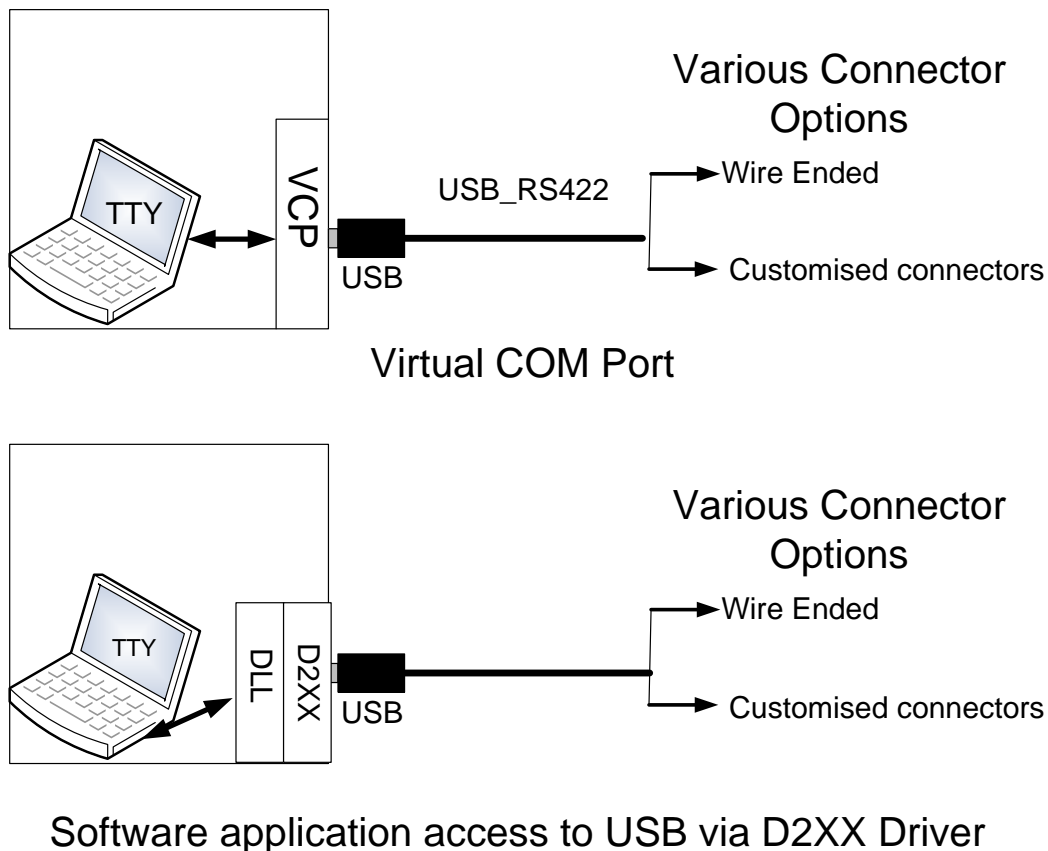 Various Connector
Options
Wire Ended
USB_RS422
TTY
VCP
USB
Customised connectors
Virtual COM Port
Various Connector
Options
Wire Ended
TTY
DLL
D2XX
USB
Customised connectors
Software application access to USB via D2XX Driver